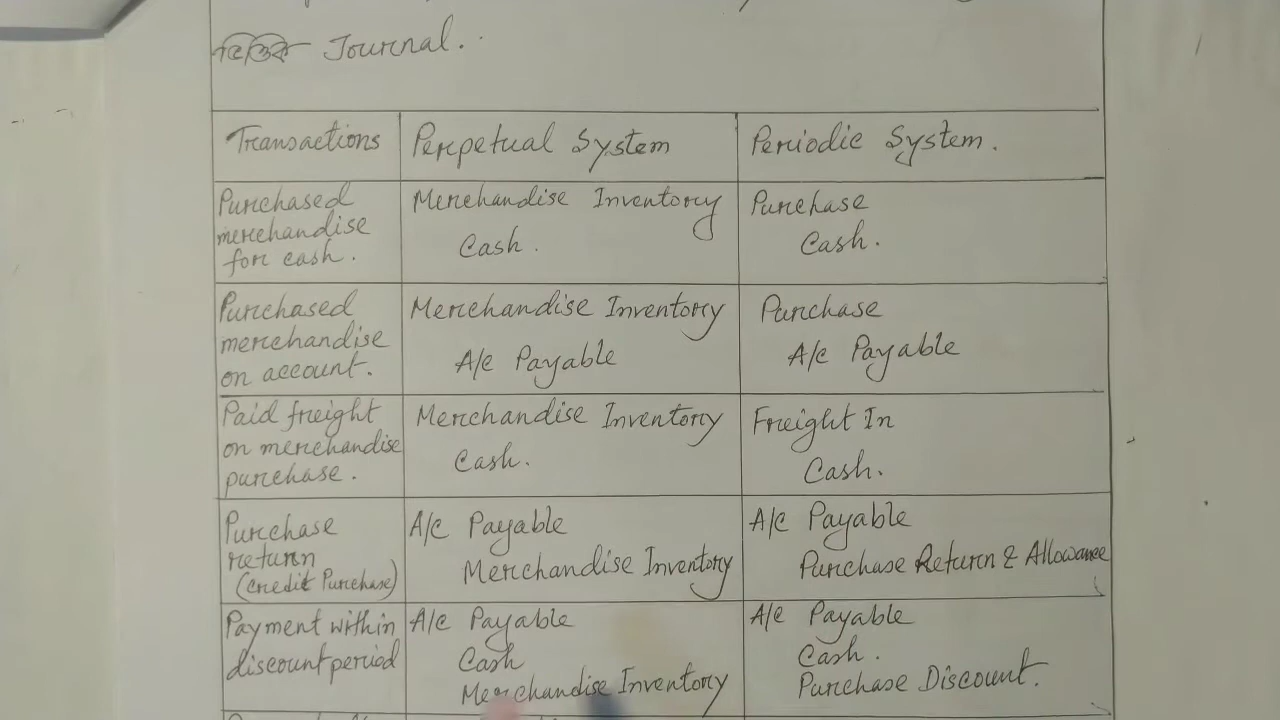 ভিত্তিক Journal.
Transactions Perpetual System Periodic System.
Purchased
merchandise
for cash.
Merchandise Inventory
Cash.
Purchase
Cash.
Purchased
merchandise
on account.
Merchandise Inventory
A/c Payable
Purchase
A/c Payable
Paid freight
on merchandise
purchase.
Merchandise Inventory
Cash.
Freight In
Cash.
Purchase
return
(Credit Purchase)
A/c Payable
Merchandise Inventory
A/c Payable
Purchase Return & Allowance
Payment within
discount period
A/c Payable
Cash
Merchandise Inventory
A/c Payable
Cash.
Purchase Discount.